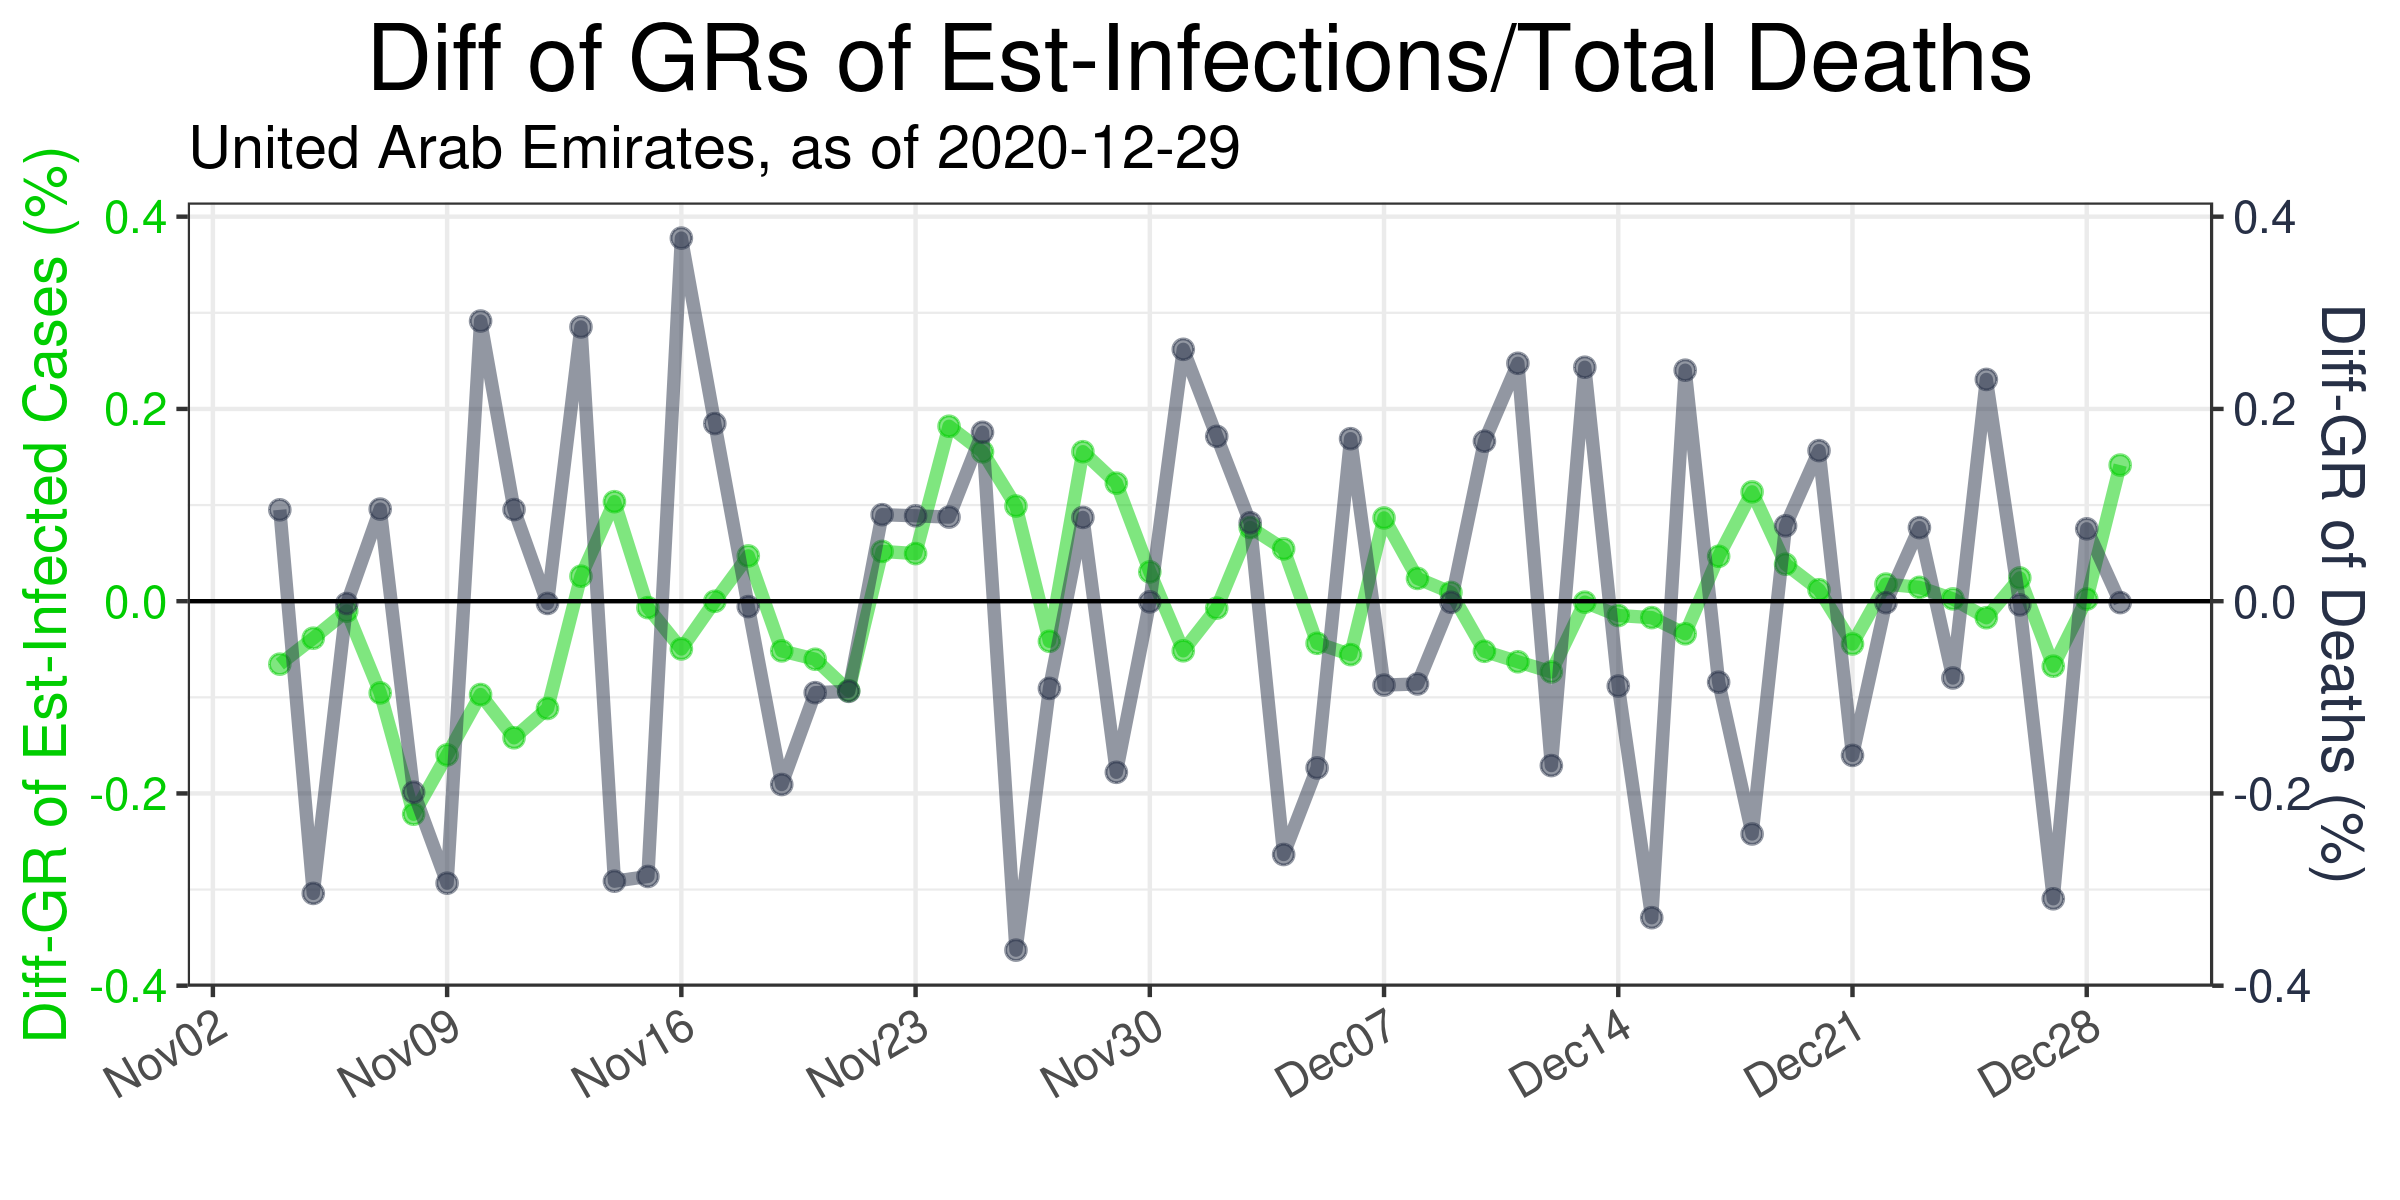 Diff of GRs of Est-Infections/Total Deaths
United Arab Emirates, as of 2020-12-29
Diff-GR of Est-Infected Cases (%)
0.4
0.2
0.0
-0.2
-0.4
0.4
0.2
0.0
-0.2
-0.4
Diff-GR of Deaths (%)
Nov02
Nov09
Nov16
Nov23
Nov30
Dec07
Dec14
Dec21
Dec28